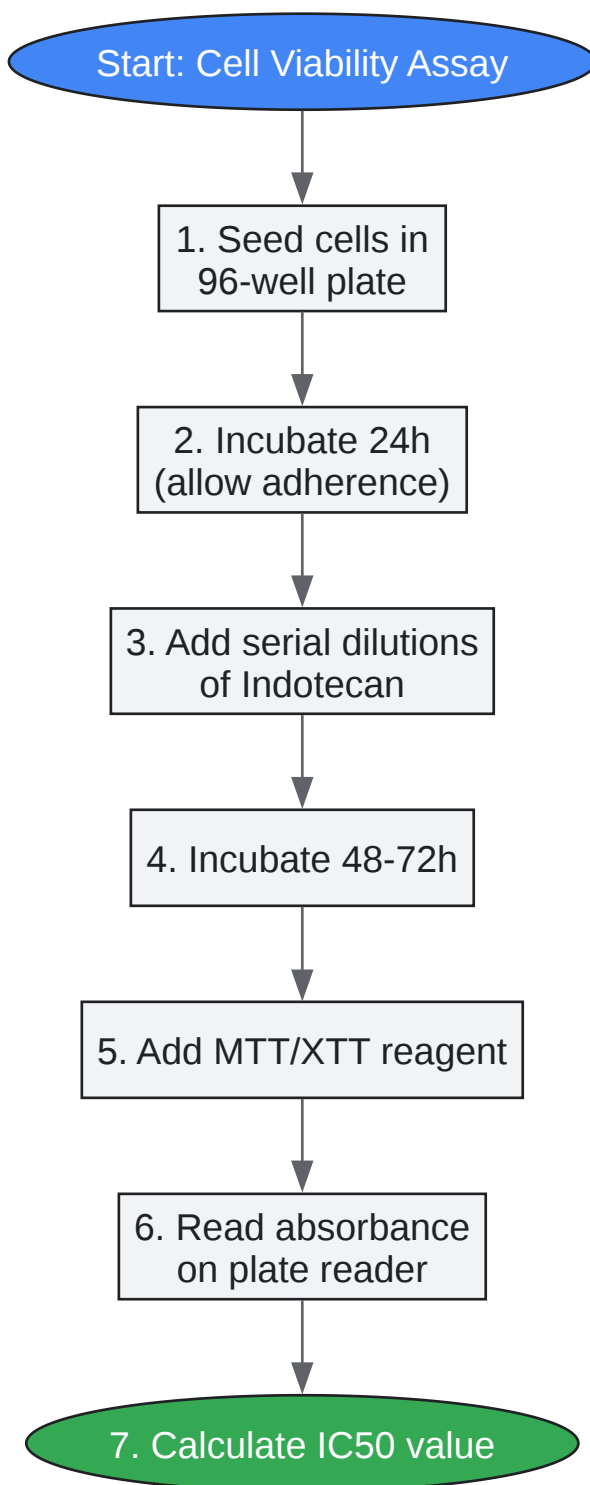 Start: Cell Viability Assay
1. Seed cells in
96-well plate
2. Incubate 24h
(allow adherence)
3. Add serial dilutions
of Indotecan
4. Incubate 48-72h
5. Add MTT/XTT reagent
6. Read absorbance
on plate reader
7. Calculate IC50 value